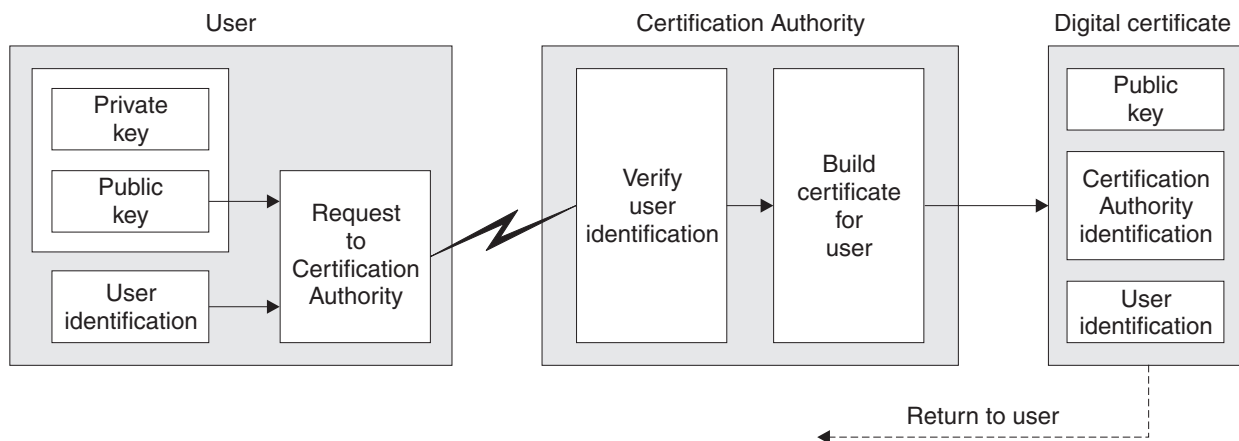 User
Private
key
Public
key
User
identification
Request
to
Certification
Authority
Certification Authority
Verify
user
identification
Build
certificate
for
user
Digital certificate
Public
key
Certification
Authority
identification
User
identification
Return to user